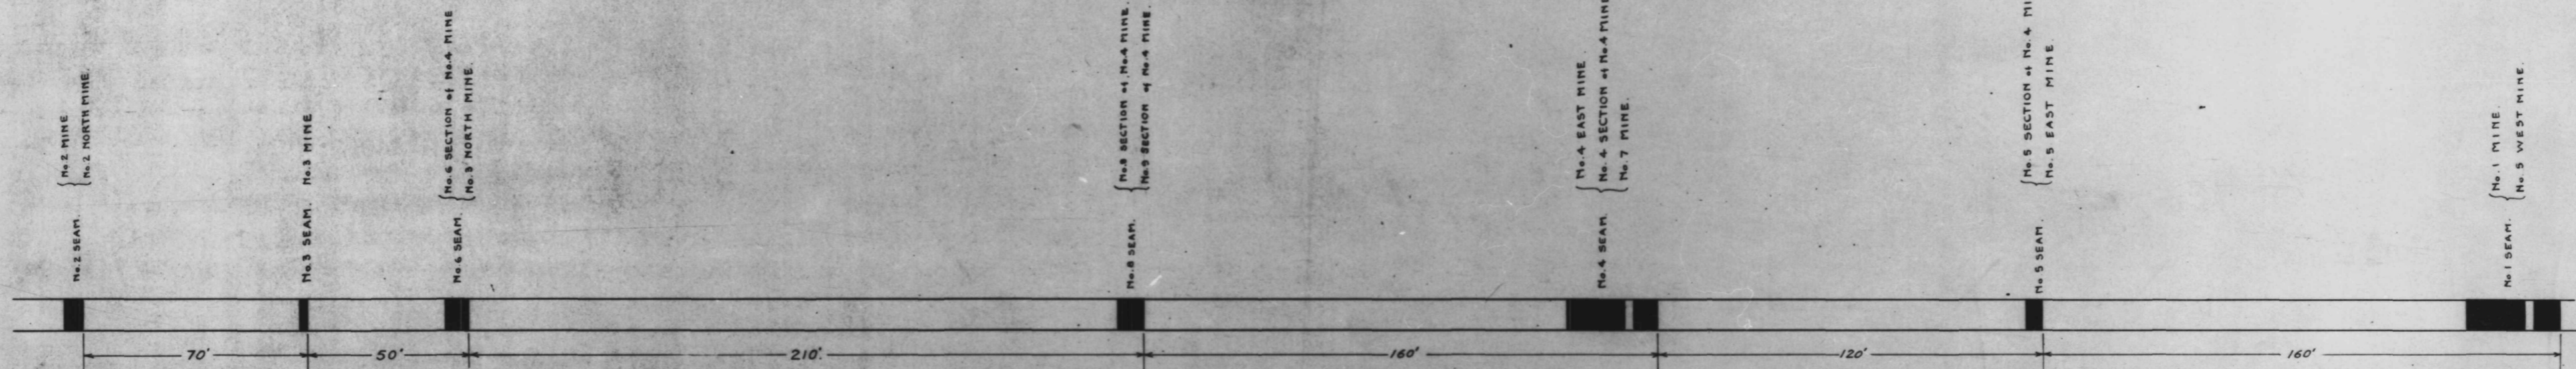 No.2 SEAM.
No.2 MINE
No.2 NORTH MINE.
No.3 SEAM. No.3 MINE
No.6 SEAM.
No.6 SECTION of No.4 MINE
No.3 NORTH MINE.
No.8 SEAM.
No.8 SECTION of No.4 MINE.
No.9 SECTION of No.4 MINE.
No.4 SEAM.
No.4 EAST MINE
No.4 SECTION of No.4 MINE
No.7 MINE.
No 5 SEAM.
No.5 SECTION of No.4
No.5 EAST MINE.
No 1 SEAM.
No.1 MINE.
No.5 WEST MINE.
70'
50'
210'.
160'
120'
160'